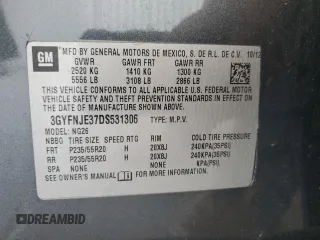 GM
MFD BY GENERAL MOTORS DE MEXICO, S. DE R.L. DE C.V. 10/12
GVWR GAWR FRT GAWR RR
2520 KG 1410 KG 1300 KG
5556 LB 3108 LB 2866 LB
THIS VEHICLE CONFORMS TO ALL APPLICABLE U.S. FEDERAL MOTOR
VEHICLE SAFETY, BUMPER, AND THEFT PREVENTION STANDARDS IN EFFECT ON THE
DATE OF MANUFACTURE SHOWN ABOVE.
3GYFNJE37DS531306 TYPE: M.P.V.
MODEL: NG26
NBBG TIRE SIZE SPEED RTG RIM COLD TIRE PRESSURE
FRT P235/55R20 H 20X8J 240KPA(35PSI)
RR P235/55R20 H 20X8J 240KPA(35PSI)
SPA NONE NONE KPA(PSI)
DREAMBID